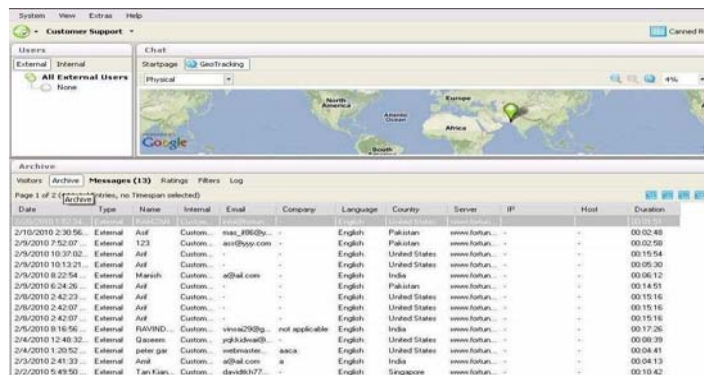 System View Extras Help
Customer Support Canned R
Users Chat
External Internal Startpage GeoTracking
All External Users Physical 4%
None
North America Atlantic Ocean Europe Africa South
Google
Archive
Visitors Archive Messages (13) Ratings Filters Log
Page 1 of 2 ntries, no Timespan selected)
Archive
Date Type Name Internal Email Company Language Country Server IP Host Duration
External English United States 00:01:51
2/10/2010 2:30:56... External Asif Custom... mas_if86@y... - English Pakistan www.fortun... - - 00:02:48
2/9/2010 7:52:07 ... External 123 Custom... @yyy.com - English Pakistan www.fortun... - - 00:02:58
2/9/2010 10:37:02... External Arif Custom... - - English United States www.fortun... - - 00:15:54
2/9/2010 10:13:21... External Arif Custom... - - English United States www.fortun... - - 00:05:30
2/9/2010 8:22:54 ... External Manish Custom... a@ail.com - English India www.fortun... - - 00:06:12
2/9/2010 6:24:26 ... External Arif Custom... - - English Pakistan www.fortun... - - 00:14:51
2/8/2010 2:42:23 ... External Arif Custom... - - English United States www.fortun... - - 00:15:16
2/8/2010 2:42:07 ... External Arif Custom... - - English United States www.fortun... - - 00:15:16
2/8/2010 2:42:07 ... External Arif Custom... - - English United States www.fortun... - - 00:15:16
2/5/2010 8:16:56 ... External RAVIND... Custom... vinsai29@g... not applicable English India www.fortun... - - 00:17:26
2/4/2010 12:48:32... External Qaseem Custom... - English United States www.fortun... - - 00:08:39
2/4/2010 1:20:52 ... External peter gar Custom... webmaster... aaca English United States www.fortun... - - 00:04:41
2/3/2010 2:41:33 ... External Amit Custom... a@ail.com a English India www.fortun... - - 00:04:13
2/2/2010 5:49:50 ... External Tan Kian... Custom... davidtkh77... - English Singapore www.fortun... - - 00:10:42